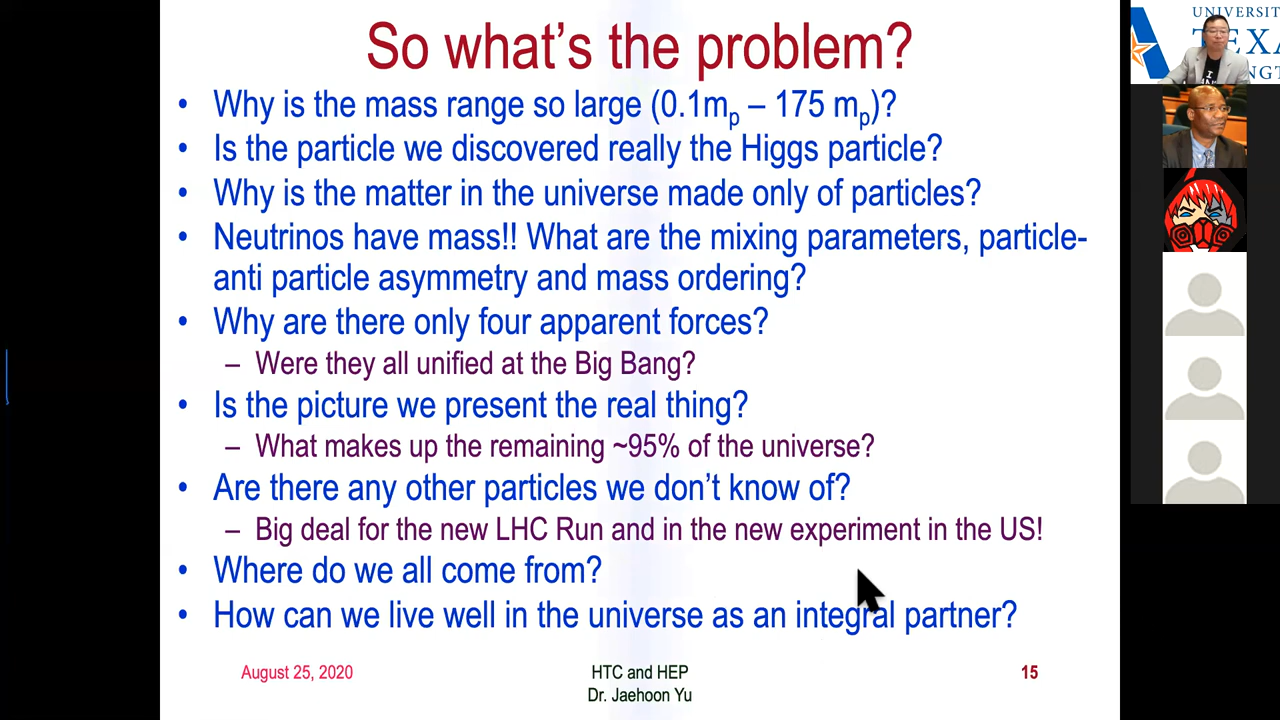 So what's the problem?
• Why is the mass range so large (0.1mp – 175 mp)?
• Is the particle we discovered really the Higgs particle?
• Why is the matter in the universe made only of particles?
• Neutrinos have mass!! What are the mixing parameters, particle-
anti particle asymmetry and mass ordering?
• Why are there only four apparent forces?
– Were they all unified at the Big Bang?
• Is the picture we present the real thing?
– What makes up the remaining ~95% of the universe?
• Are there any other particles we don't know of?
– Big deal for the new LHC Run and in the new experiment in the US!
• Where do we all come from?
• How can we live well in the universe as an integral partner?
August 25, 2020
HTC and HEP
Dr. Jaehoon Yu
15
UNIVERSIT